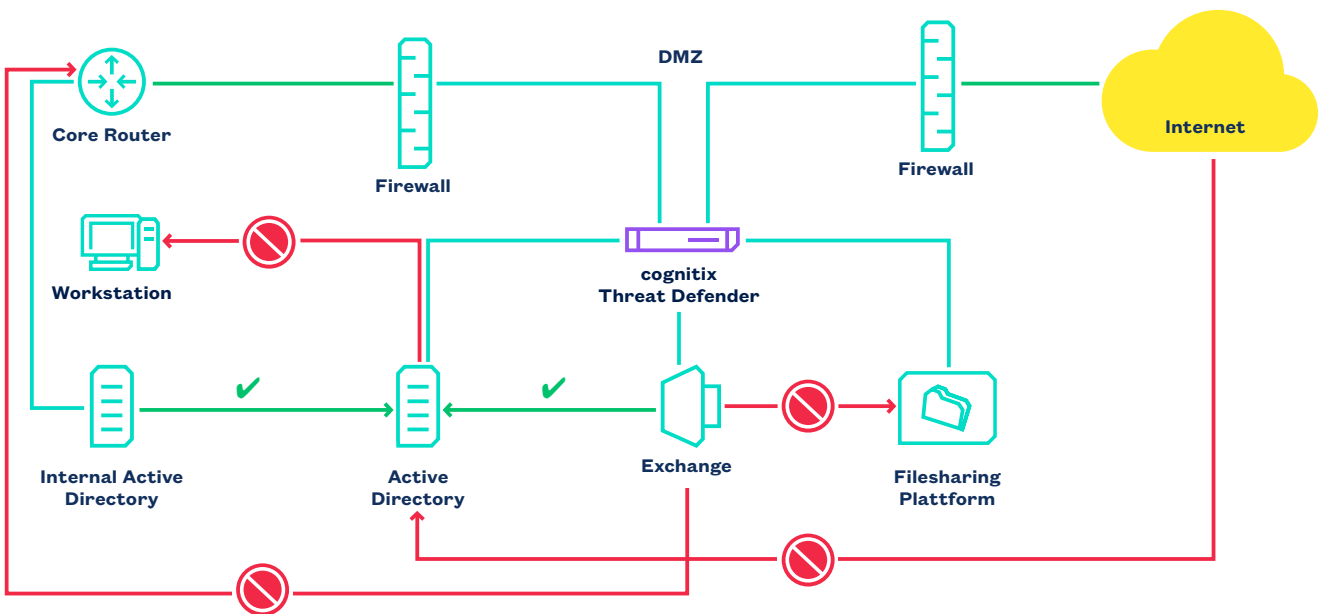 DMZ
Core Router
Firewall
Firewall
Internet
Workstation
cognitix
Threat Defender
Internal Active
Directory
Active
Directory
Exchange
Filesharing
Plattform